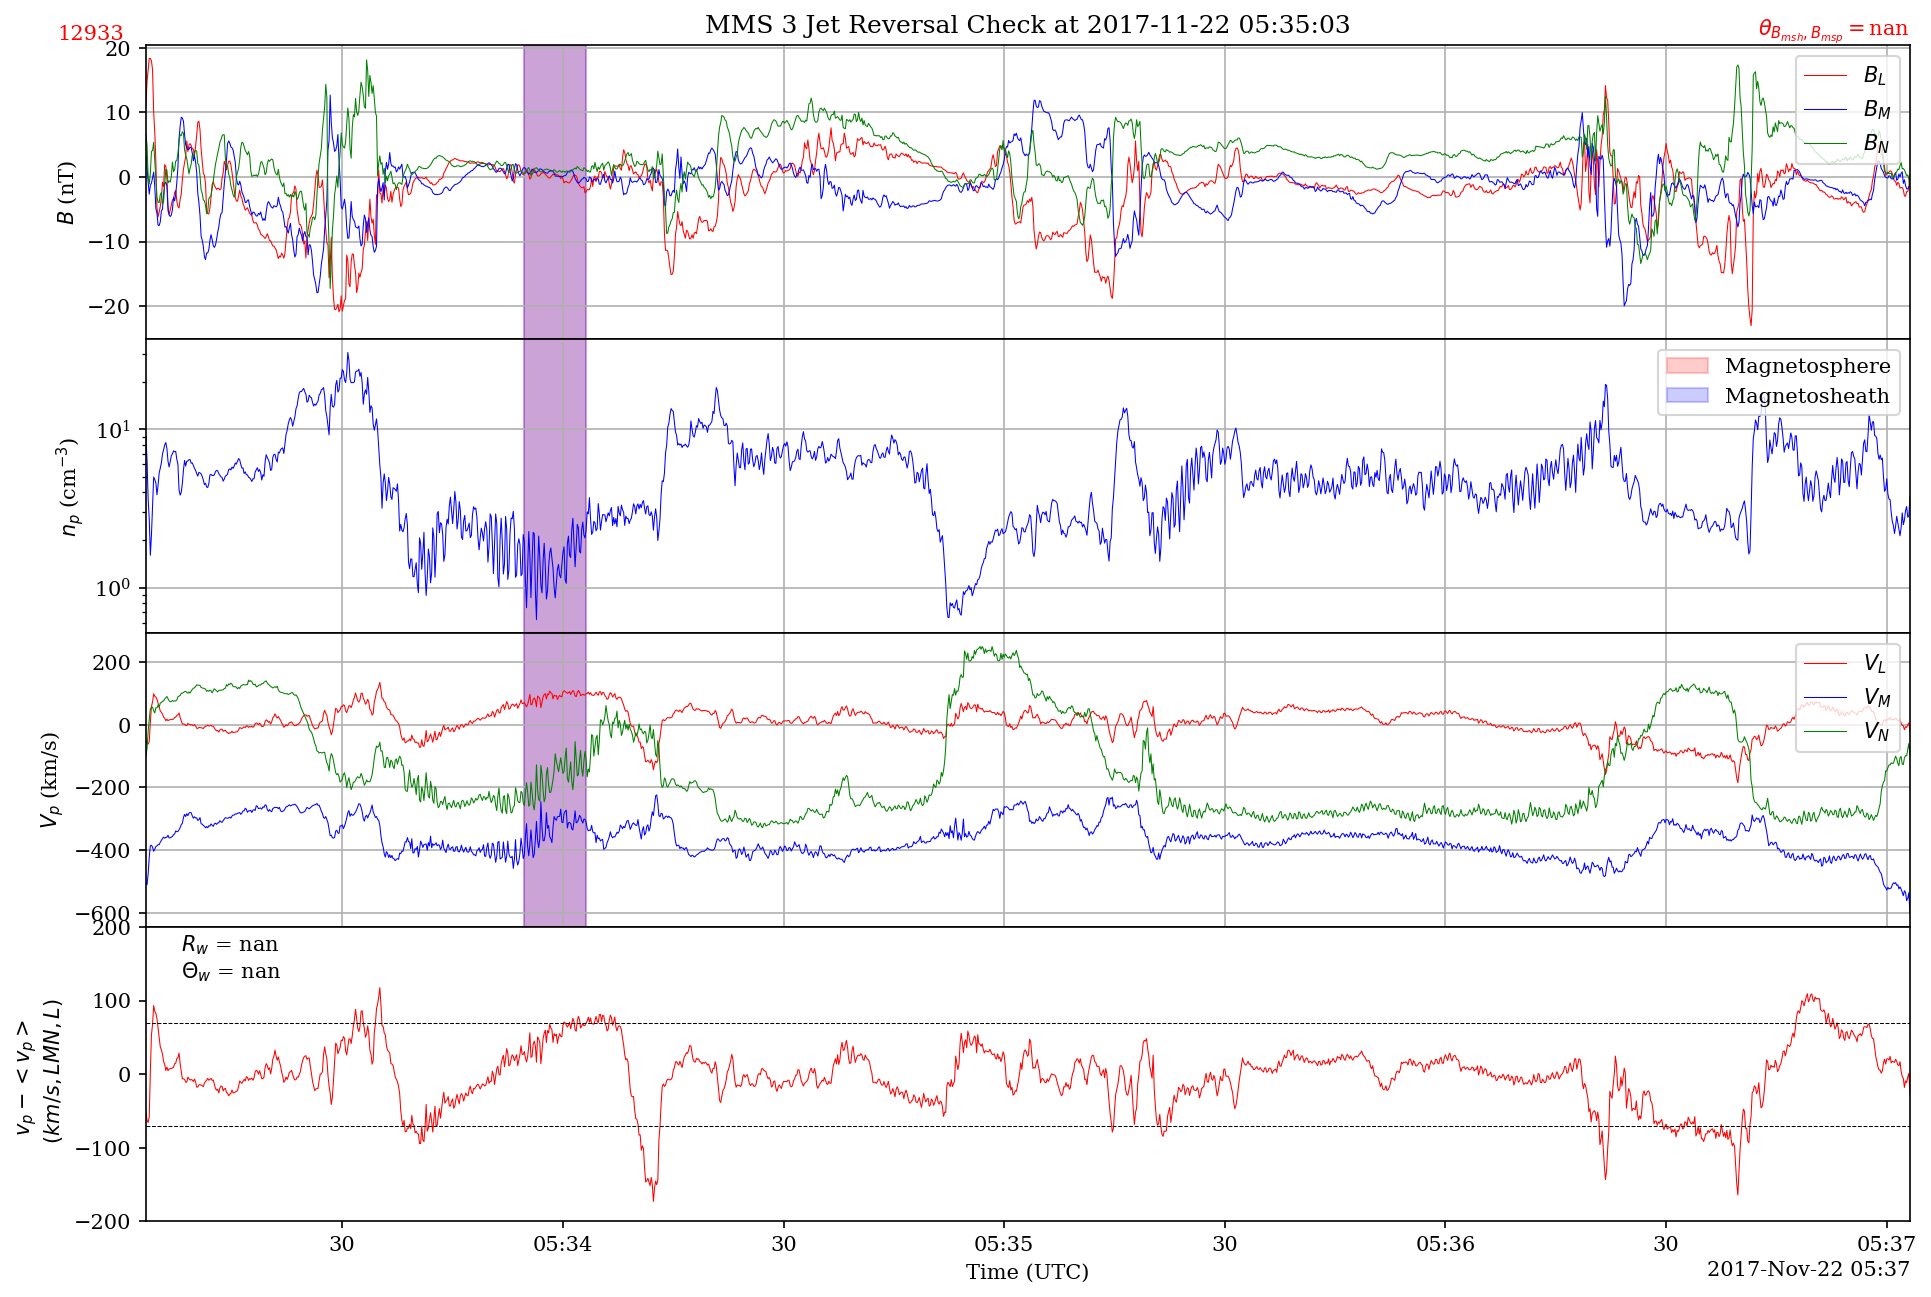 12933
MMS 3 Jet Reversal Check at 2017-11-22 05:35:03
θ_{B_{msh}, B_{msp}} = nan
20
10
0
−10
−20
B (nT)
B_L
B_M
B_N
10^1
10^0
n_p (cm^{−3})
Magnetosphere
Magnetosheath
200
0
−200
−400
−600
V_p (km/s)
V_L
V_M
V_N
200
100
0
−100
−200
v_p − <v_p>
(km/s, LMN, L)
R_w = nan
Θ_w = nan
30
05:34
30
05:35
30
05:36
30
05:37
Time (UTC)
2017-Nov-22 05:37